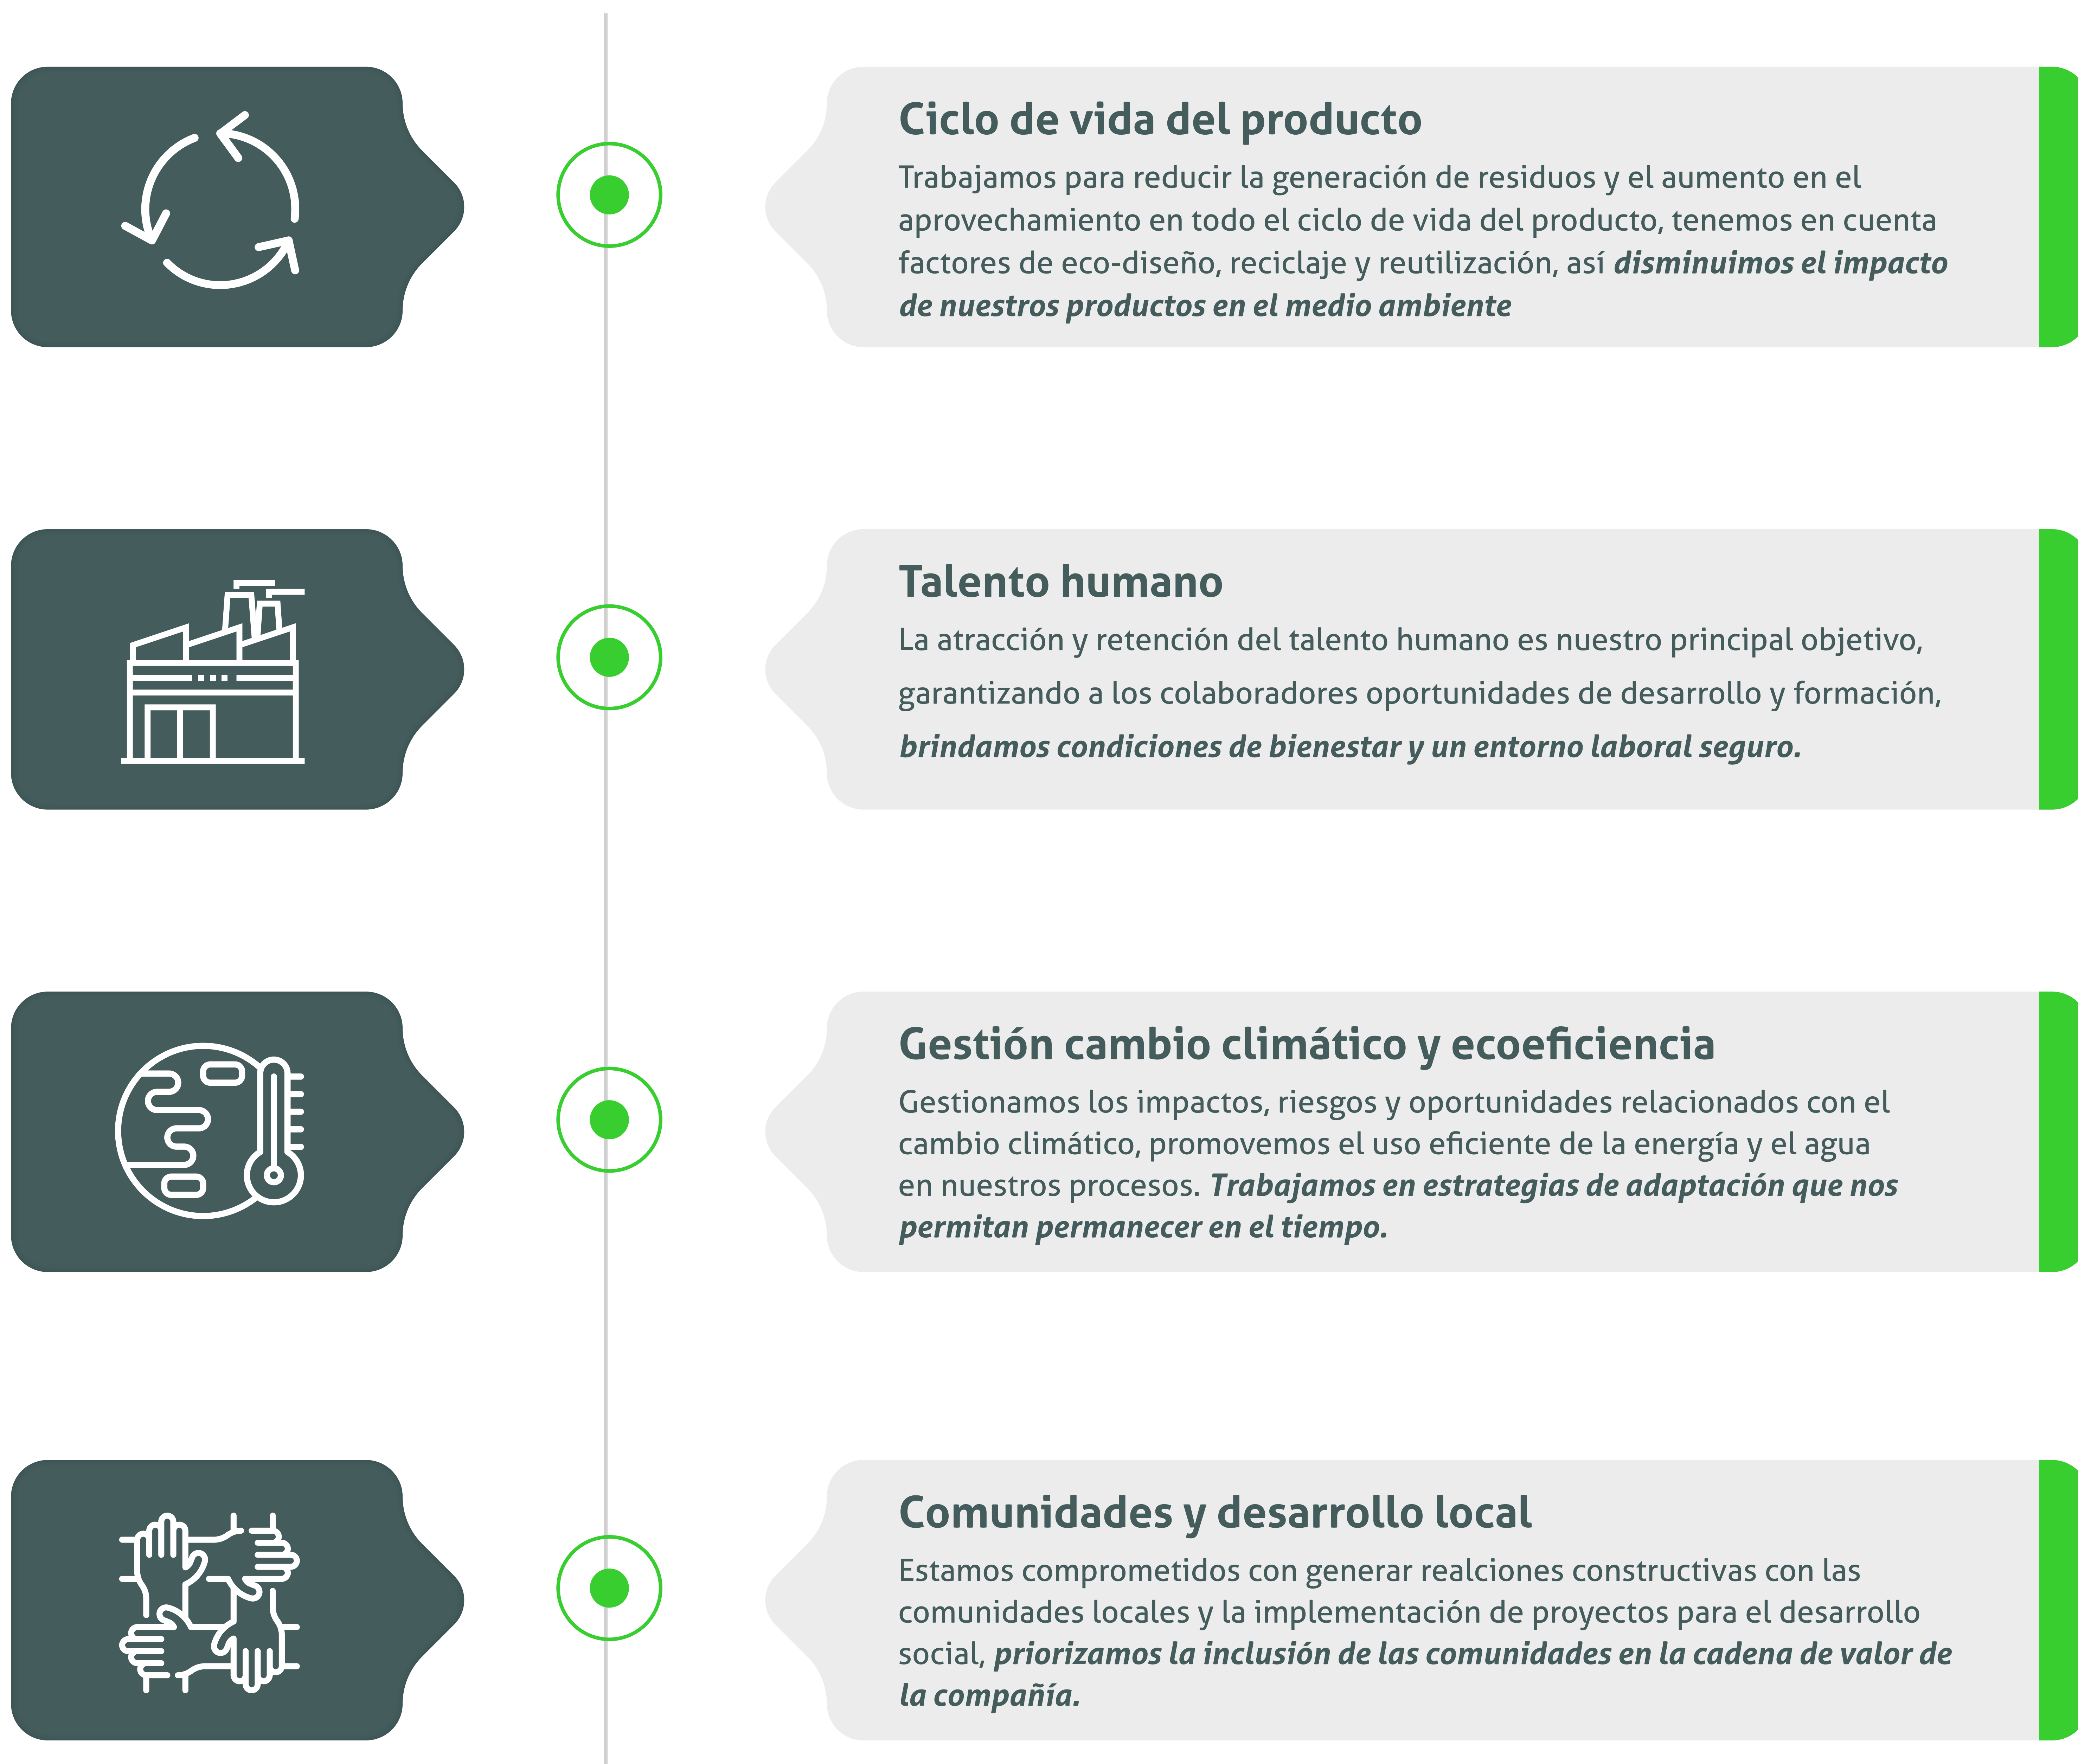 Ciclo de vida del producto
Trabajamos para reducir la generación de residuos y el aumento en el
aprovechamiento en todo el ciclo de vida del producto, tenemos en cuenta
factores de eco-diseño, reciclaje y reutilización, así disminuimos el impacto
de nuestros productos en el medio ambiente
Talento humano
La atracción y retención del talento humano es nuestro principal objetivo,
garantizando a los colaboradores oportunidades de desarrollo y formación,
brindamos condiciones de bienestar y un entorno laboral seguro.
Gestión cambio climático y ecoeficiencia
Gestionamos los impactos, riesgos y oportunidades relacionados con el
cambio climático, promovemos el uso eficiente de la energía y el agua
en nuestros procesos. Trabajamos en estrategias de adaptación que nos
permitan permanecer en el tiempo.
Comunidades y desarrollo local
Estamos comprometidos con generar realciones constructivas con las
comunidades locales y la implementación de proyectos para el desarrollo
social, priorizamos la inclusión de las comunidades en la cadena de valor de
la compañía.